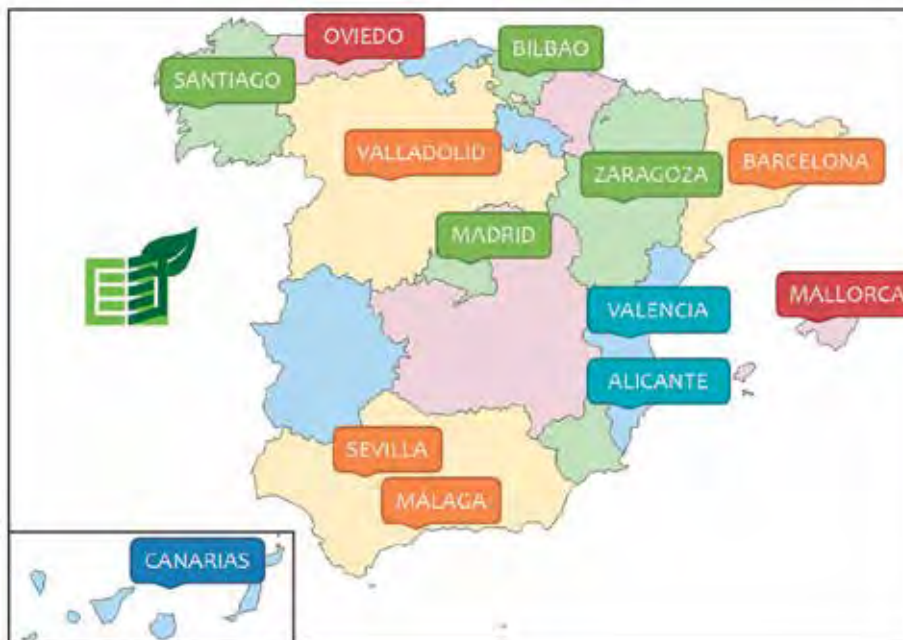 OVIEDO
BILBAO
SANTIAGO
VALLADOLID
ZARAGOZA
BARCELONA
MADRID
VALENCIA
MALLORCA
ALICANTE
SEVILLA
MÁLAGA
CANARIAS